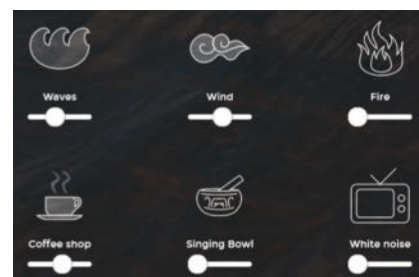 Waves
Wind
Fire
Coffee shop
Singing Bowl
White noise